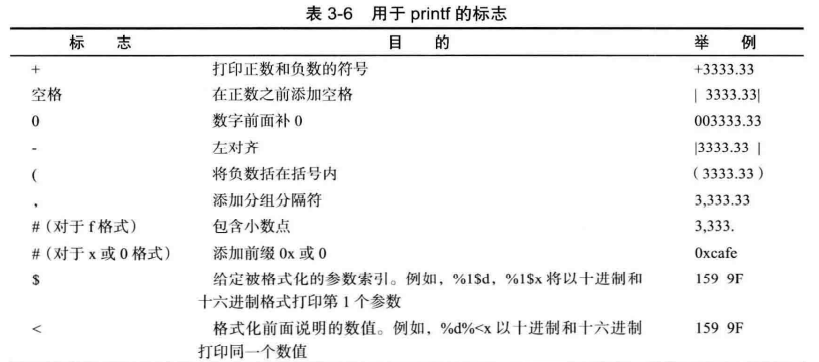 表 3-6 用于 printf 的标志
标 志 目 的 举 例
+ 打印正数和负数的符号 +3333.33
空格 在正数之前添加空格 | 3333.33|
0 数字前面补 0 003333.33
- 左对齐 |3333.33 |
( 将负数括在括号内 (3333.33)
, 添加分组分隔符 3,333.33
#(对于 f 格式) 包含小数点 3,333.
#(对于 x 或 0 格式) 添加前缀 0x 或 0 0xcafe
$ 给定被格式化的参数索引。例如,%1$d,%1$x 将以十进制和 159 9F
十六进制格式打印第 1 个参数
< 格式化前面说明的数值。例如,%d%<x 以十进制和十六进制 159 9F
打印同一个数值